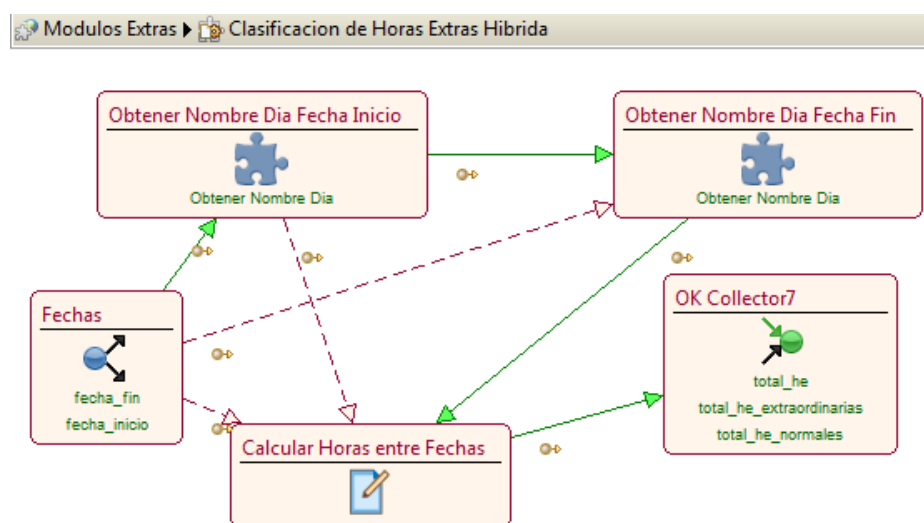 Modulos Extras Clasificacion de Horas Extras Hibrida
Obtener Nombre Dia Fecha Inicio
Obtener Nombre Dia
Obtener Nombre Dia Fecha Fin
Obtener Nombre Dia
Fechas
fecha_fin
fecha_inicio
OK Collector7
total_he
total_he_extraordinarias
total_he_normales
Calcular Horas entre Fechas